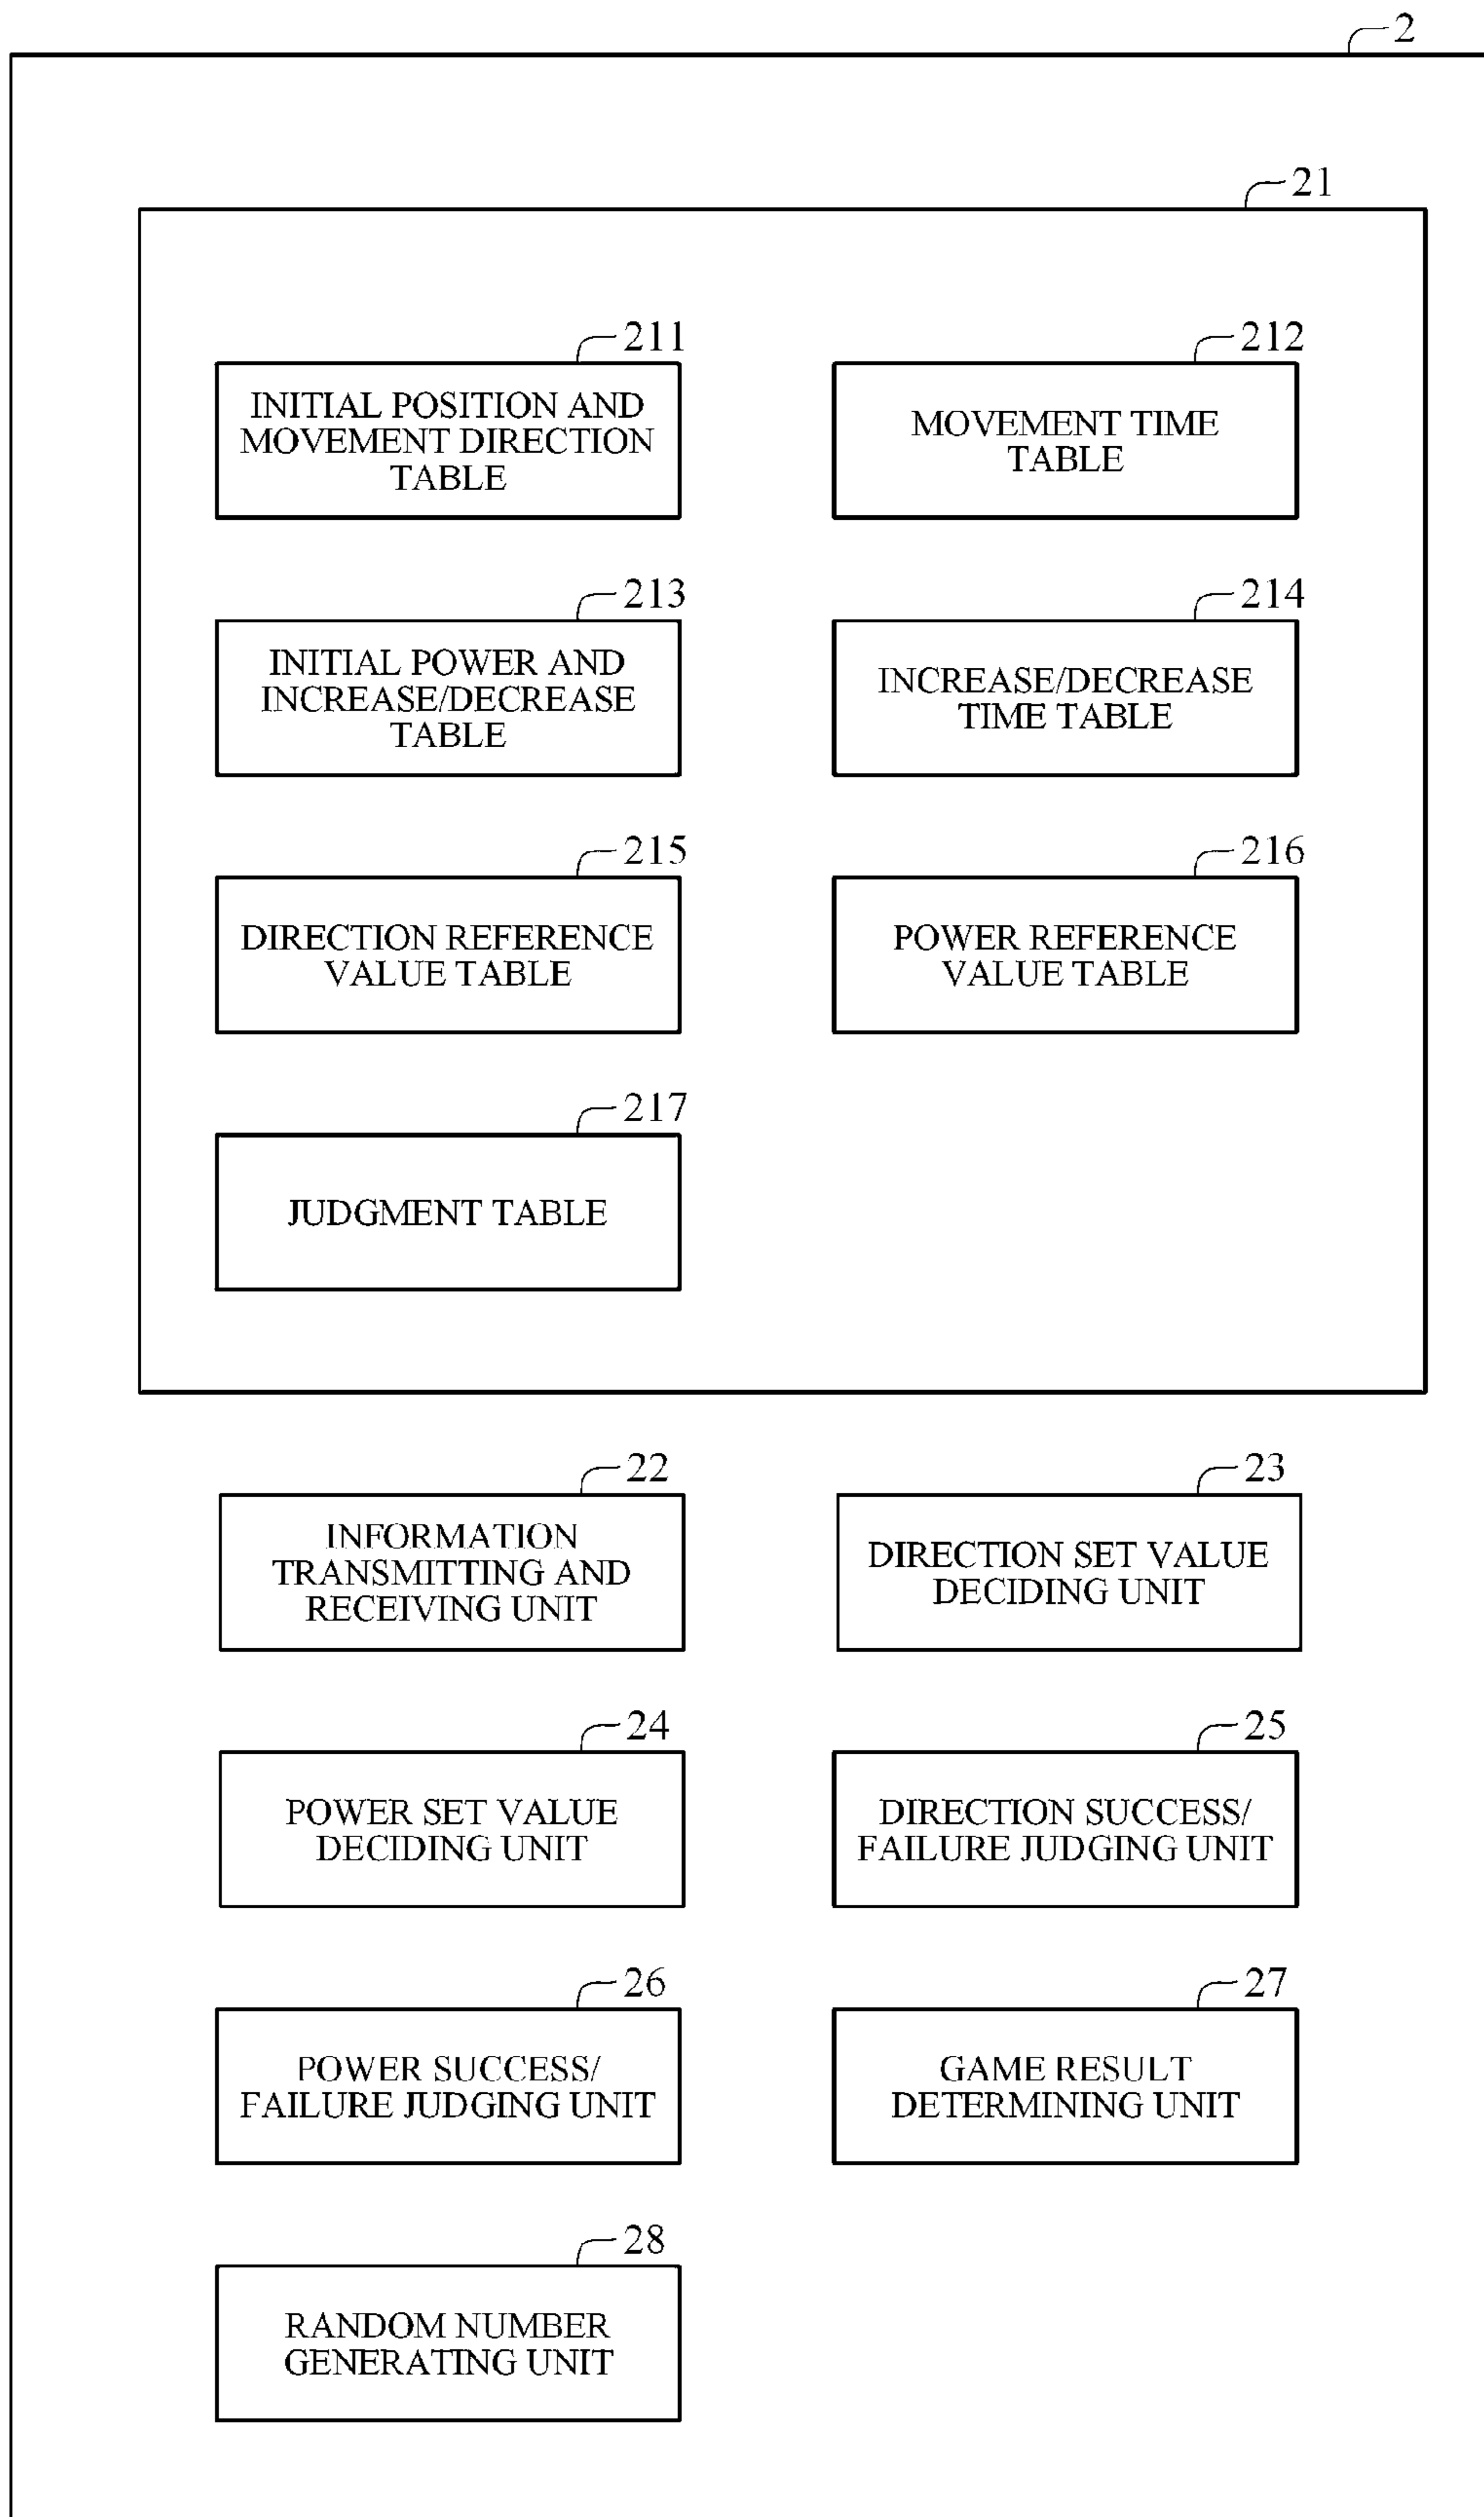 2
21
211
212
INITIAL POSITION AND
MOVEMENT DIRECTION
TABLE
MOVEMENT TIME
TABLE
213
214
INITIAL POWER AND
INCREASE/DECREASE
TABLE
INCREASE/DECREASE
TIME TABLE
215
216
DIRECTION REFERENCE
VALUE TABLE
POWER REFERENCE
VALUE TABLE
217
JUDGMENT TABLE
22
23
INFORMATION
TRANSMITTING AND
RECEIVING UNIT
DIRECTION SET VALUE
DECIDING UNIT
24
25
POWER SET VALUE
DECIDING UNIT
DIRECTION SUCCESS/
FAILURE JUDGING UNIT
26
27
POWER SUCCESS/
FAILURE JUDGING UNIT
GAME RESULT
DETERMINING UNIT
28
RANDOM NUMBER
GENERATING UNIT